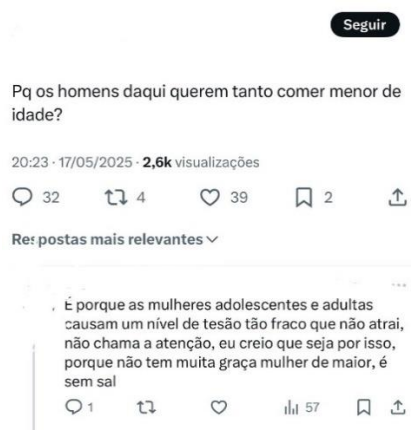 Seguir
Pq os homens daqui querem tanto comer menor de
idade?
20:23 · 17/05/2025 · 2,6k visualizações
32 4 39 2
Respostas mais relevantes
É porque as mulheres adolescentes e adultas
causam um nível de tesão tão fraco que não atrai,
não chama a atenção, eu creio que seja por isso,
porque não tem muita graça mulher de maior, é
sem sal
1 57